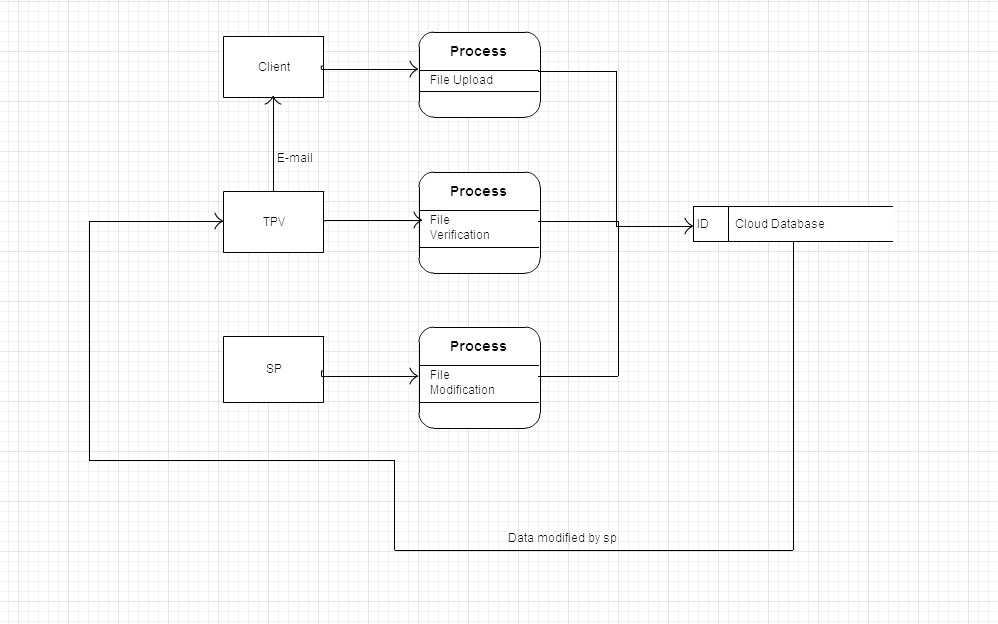 Client
Process
File Upload
E-mail
TPV
Process
File
Verification
ID
Cloud Database
SP
Process
File
Modification
Data modified by sp